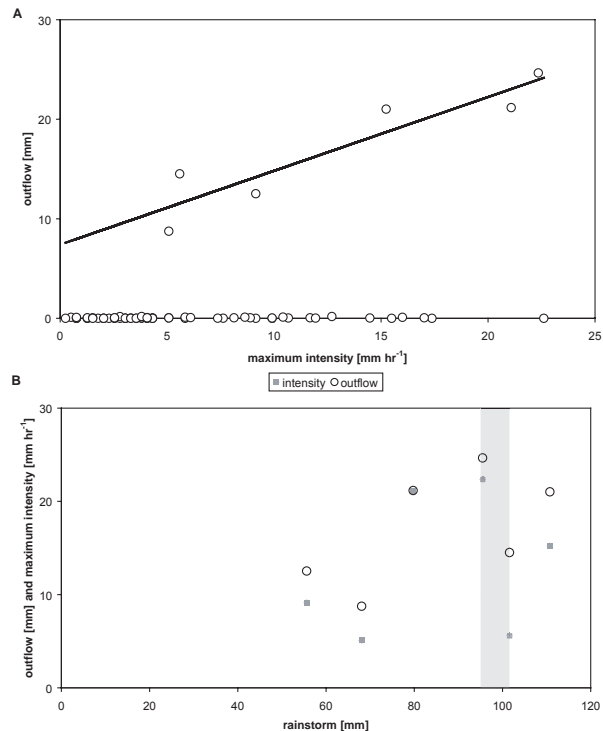 A
30
20
10
0
outflow [mm]
0 5 10 15 20 25
maximum intensity [mm hr⁻¹]
B
intensity outflow
30
20
10
0
outflow [mm] and maximum intensity [mm hr⁻¹]
0 20 40 60 80 100 120
rainstorm [mm]